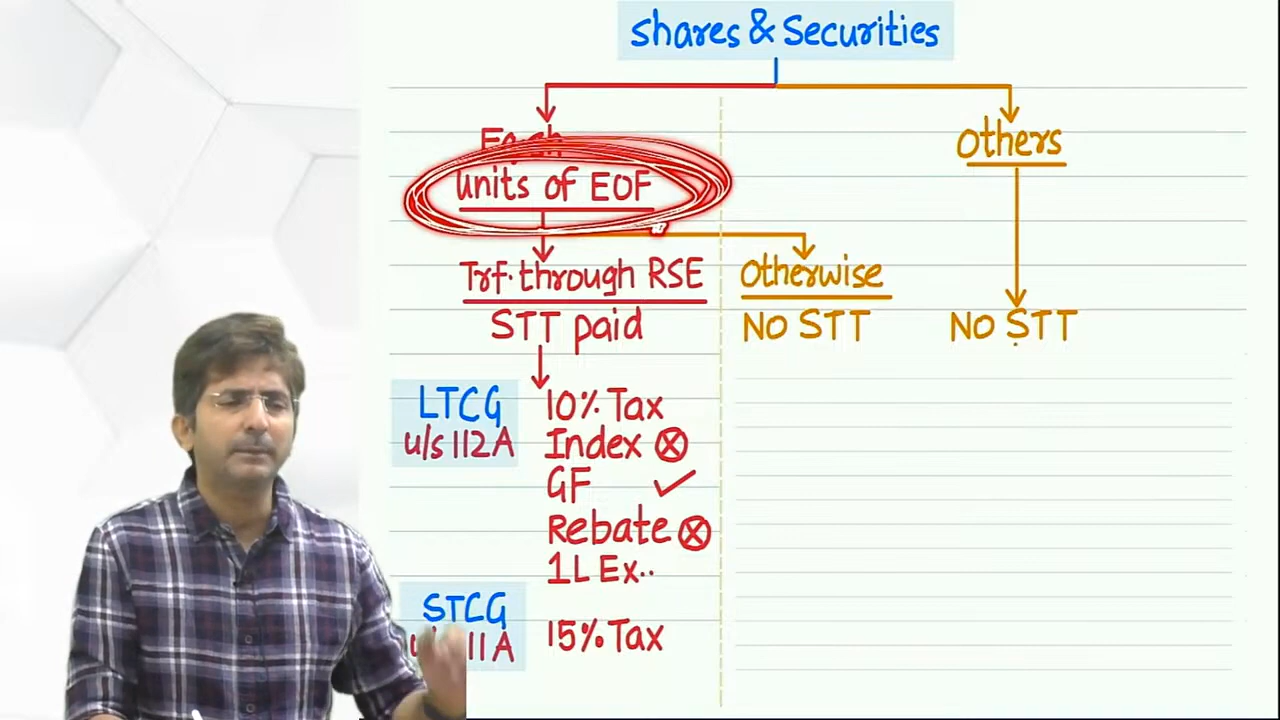 shares & Securities
Others
units of EOF
Trf. through RSE
Otherwise
STT paid
NO STT
NO STT
LTCG
u/s 112A
10% Tax
Index ⊗
GF ✓
Rebate ⊗
1L Ex..
STCG
15% Tax